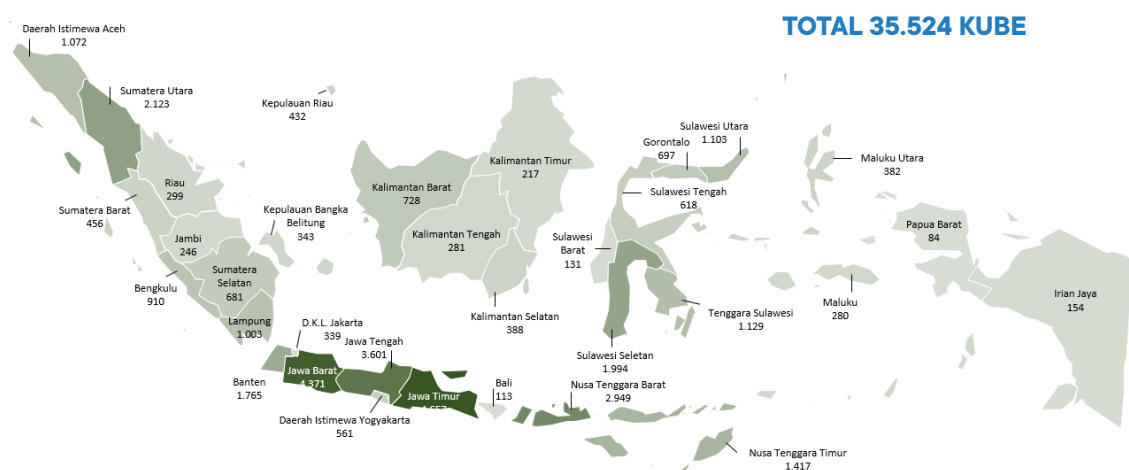 TOTAL 35.524 KUBE
Daerah Istimewa Aceh
1.072
Sumatera Utara
2.123
Kepulauan Riau
432
Riau
299
Sumatera Barat
456
Jambi
246
Kepulauan Bangka
Belitung
343
Bengkulu
910
Sumatera
Selatan
681
Lampung
1.003
D.K.L. Jakarta
339
Jawa Tengah
3.601
Banten
1.765
Jawa Barat
4.371
Daerah Istimewa Yogyakarta
561
Jawa Timur
4.657
Bali
113
Nusa Tenggara Barat
2.949
Nusa Tenggara Timur
1.417
Kalimantan Barat
728
Kalimantan Timur
217
Kalimantan Tengah
281
Kalimantan Selatan
388
Sulawesi Utara
1.103
Gorontalo
697
Sulawesi Tengah
618
Sulawesi
Barat
131
Tenggara Sulawesi
1.129
Sulawesi Seletan
1.994
Maluku Utara
382
Maluku
280
Papua Barat
84
Irian Jaya
154